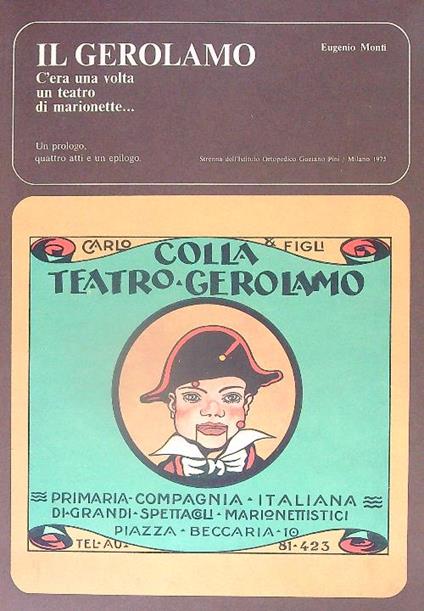 IL GEROLAMO
Eugenio Monti
C'era una volta
un teatro
di marionette...
Un prologo,
quattro atti e un epilogo.
Strenna dell'Istituto Ortopedico Gaetano Pini / Milano 1975
CARLO & FIGLI
COLLA
TEATRO·GEROLAMO
PRIMARIA·COMPAGNIA·ITALIANA
DI·GRANDI·SPETTACLI·MARIONETTISTICI
PIAZZA·BECCARIA·10
TEL·AU· 81·423